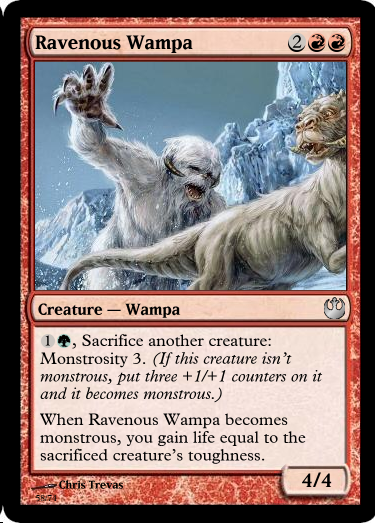 Ravenous Wampa 2
Creature — Wampa
1, Sacrifice another creature:
Monstrosity 3. (If this creature isn't
monstrous, put three +1/+1 counters on it
and it becomes monstrous.)
When Ravenous Wampa becomes
monstrous, you gain life equal to the
sacrificed creature's toughness.
4/4
Chris Trevas